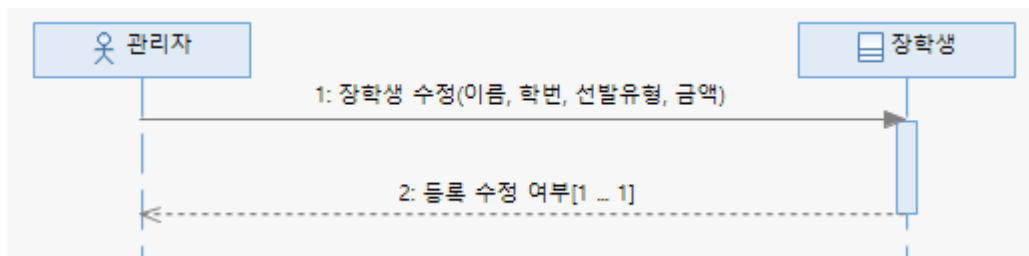 관리자
장학생
1: 장학생 수정(이름, 학번, 선발유형, 금액)
2: 등록 수정 여부[1 ... 1]